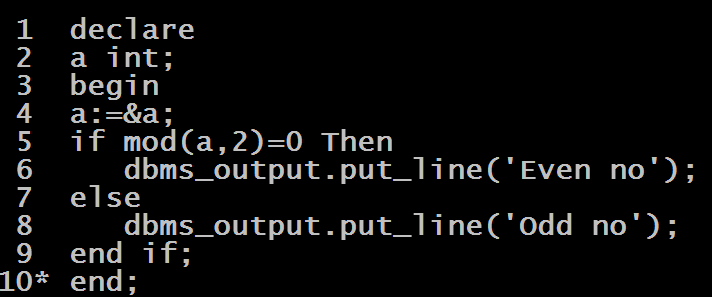 1 declare
2 a int;
3 begin
4 a:=&a;
5 if mod(a,2)=0 Then
6 dbms_output.put_line('Even no');
7 else
8 dbms_output.put_line('Odd no');
9 end if;
10* end;